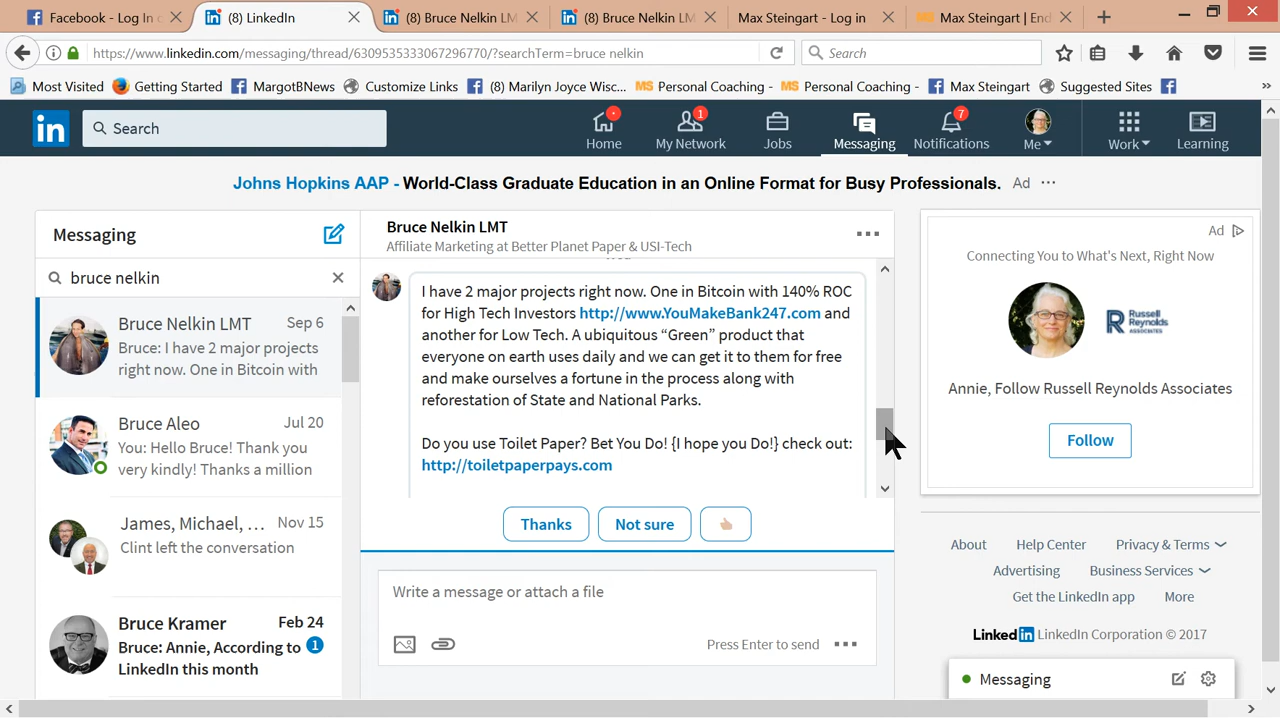 Facebook - Log In o
(8) LinkedIn
(8) Bruce Nelkin LM
(8) Bruce Nelkin LM
Max Steingart - Log in
Max Steingart | End
https://www.linkedin.com/messaging/thread/6309535333067296770/?searchTerm=bruce nelkin
Search
Most Visited
Getting Started
MargotBNews
Customize Links
(8) Marilyn Joyce Wisc...
MS Personal Coaching -
MS Personal Coaching -
Max Steingart
Suggested Sites
in
Search
1
7
Home
My Network
Jobs
Messaging
Notifications
Me
Work
Learning
Johns Hopkins AAP - World-Class Graduate Education in an Online Format for Busy Professionals. Ad
Messaging
bruce nelkin
Bruce Nelkin LMT Sep 6
Bruce: I have 2 major projects
right now. One in Bitcoin with
Bruce Aleo Jul 20
You: Hello Bruce! Thank you
very kindly! Thanks a million
James, Michael, ... Nov 15
Clint left the conversation
Bruce Kramer Feb 24
Bruce: Annie, According to 1
LinkedIn this month
Bruce Nelkin LMT
Affiliate Marketing at Better Planet Paper & USI-Tech
I have 2 major projects right now. One in Bitcoin with 140% ROC
for High Tech Investors http://www.YouMakeBank247.com and
another for Low Tech. A ubiquitous “Green” product that
everyone on earth uses daily and we can get it to them for free
and make ourselves a fortune in the process along with
reforestation of State and National Parks.
Do you use Toilet Paper? Bet You Do! {I hope you Do!} check out:
http://toiletpaperpays.com
Thanks
Not sure
Write a message or attach a file
Press Enter to send
Ad
Connecting You to What's Next, Right Now
Russell
Reynolds
ASSOCIATES
Annie, Follow Russell Reynolds Associates
Follow
About Help Center Privacy & Terms
Advertising Business Services
Get the LinkedIn app More
Linked in LinkedIn Corporation © 2017
Messaging